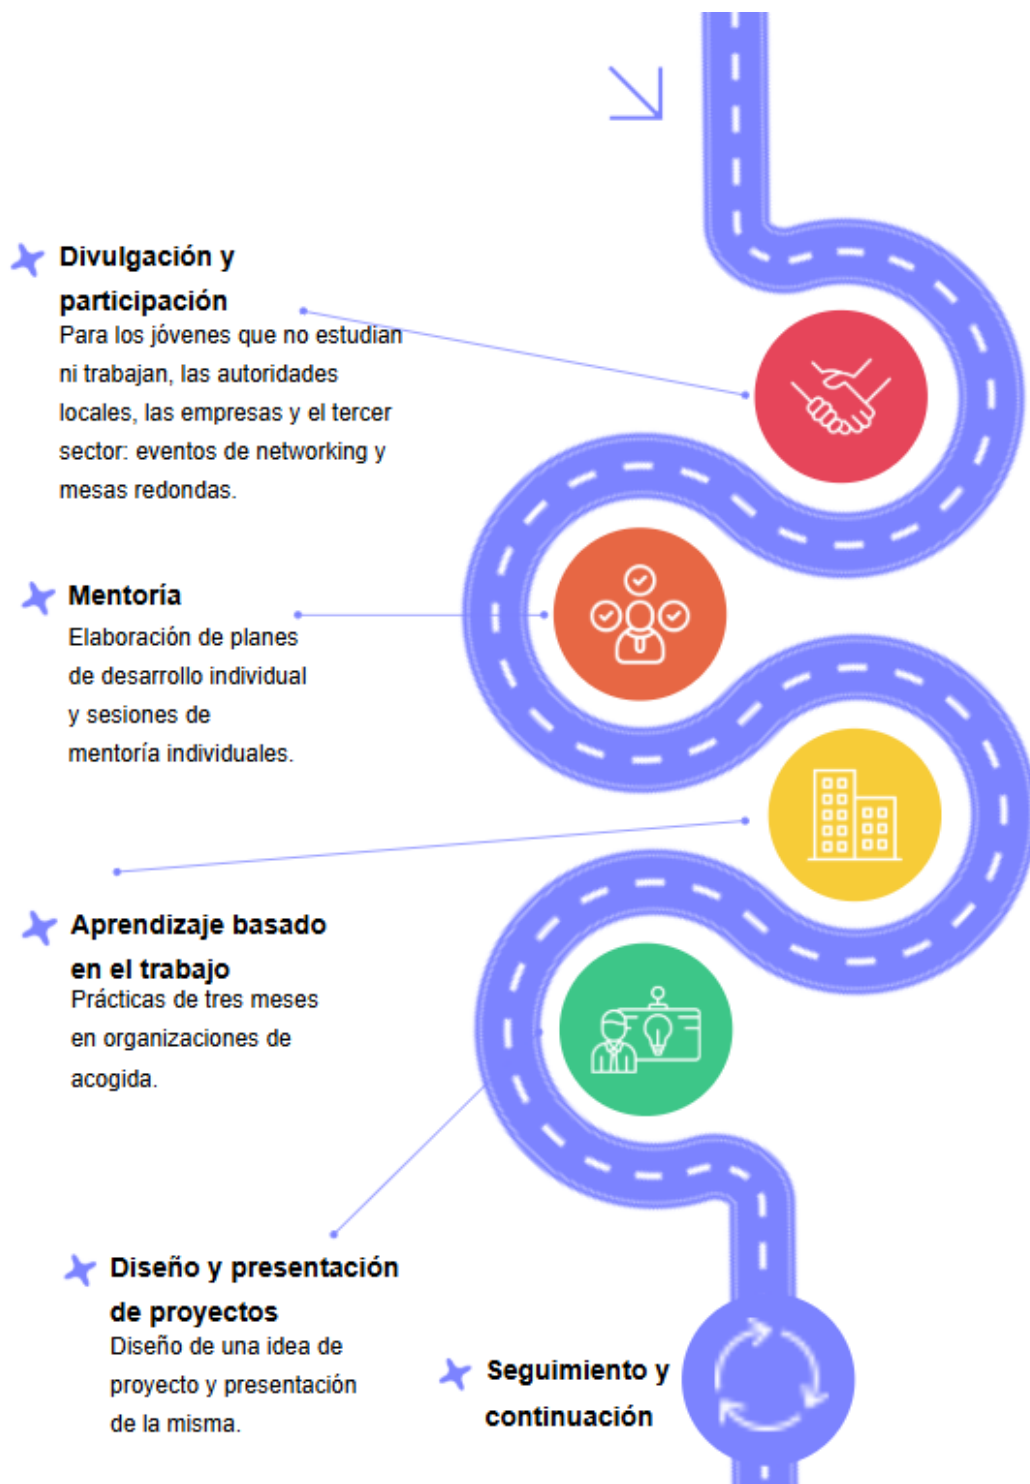 Divulgación y
participación
Para los jóvenes que no estudian
ni trabajan, las autoridades
locales, las empresas y el tercer
sector: eventos de networking y
mesas redondas.
Mentoría
Elaboración de planes
de desarrollo individual
y sesiones de
mentoría individuales.
Aprendizaje basado
en el trabajo
Prácticas de tres meses
en organizaciones de
acogida.
Diseño y presentación
de proyectos
Diseño de una idea de
proyecto y presentación
de la misma.
Seguimiento y
continuación